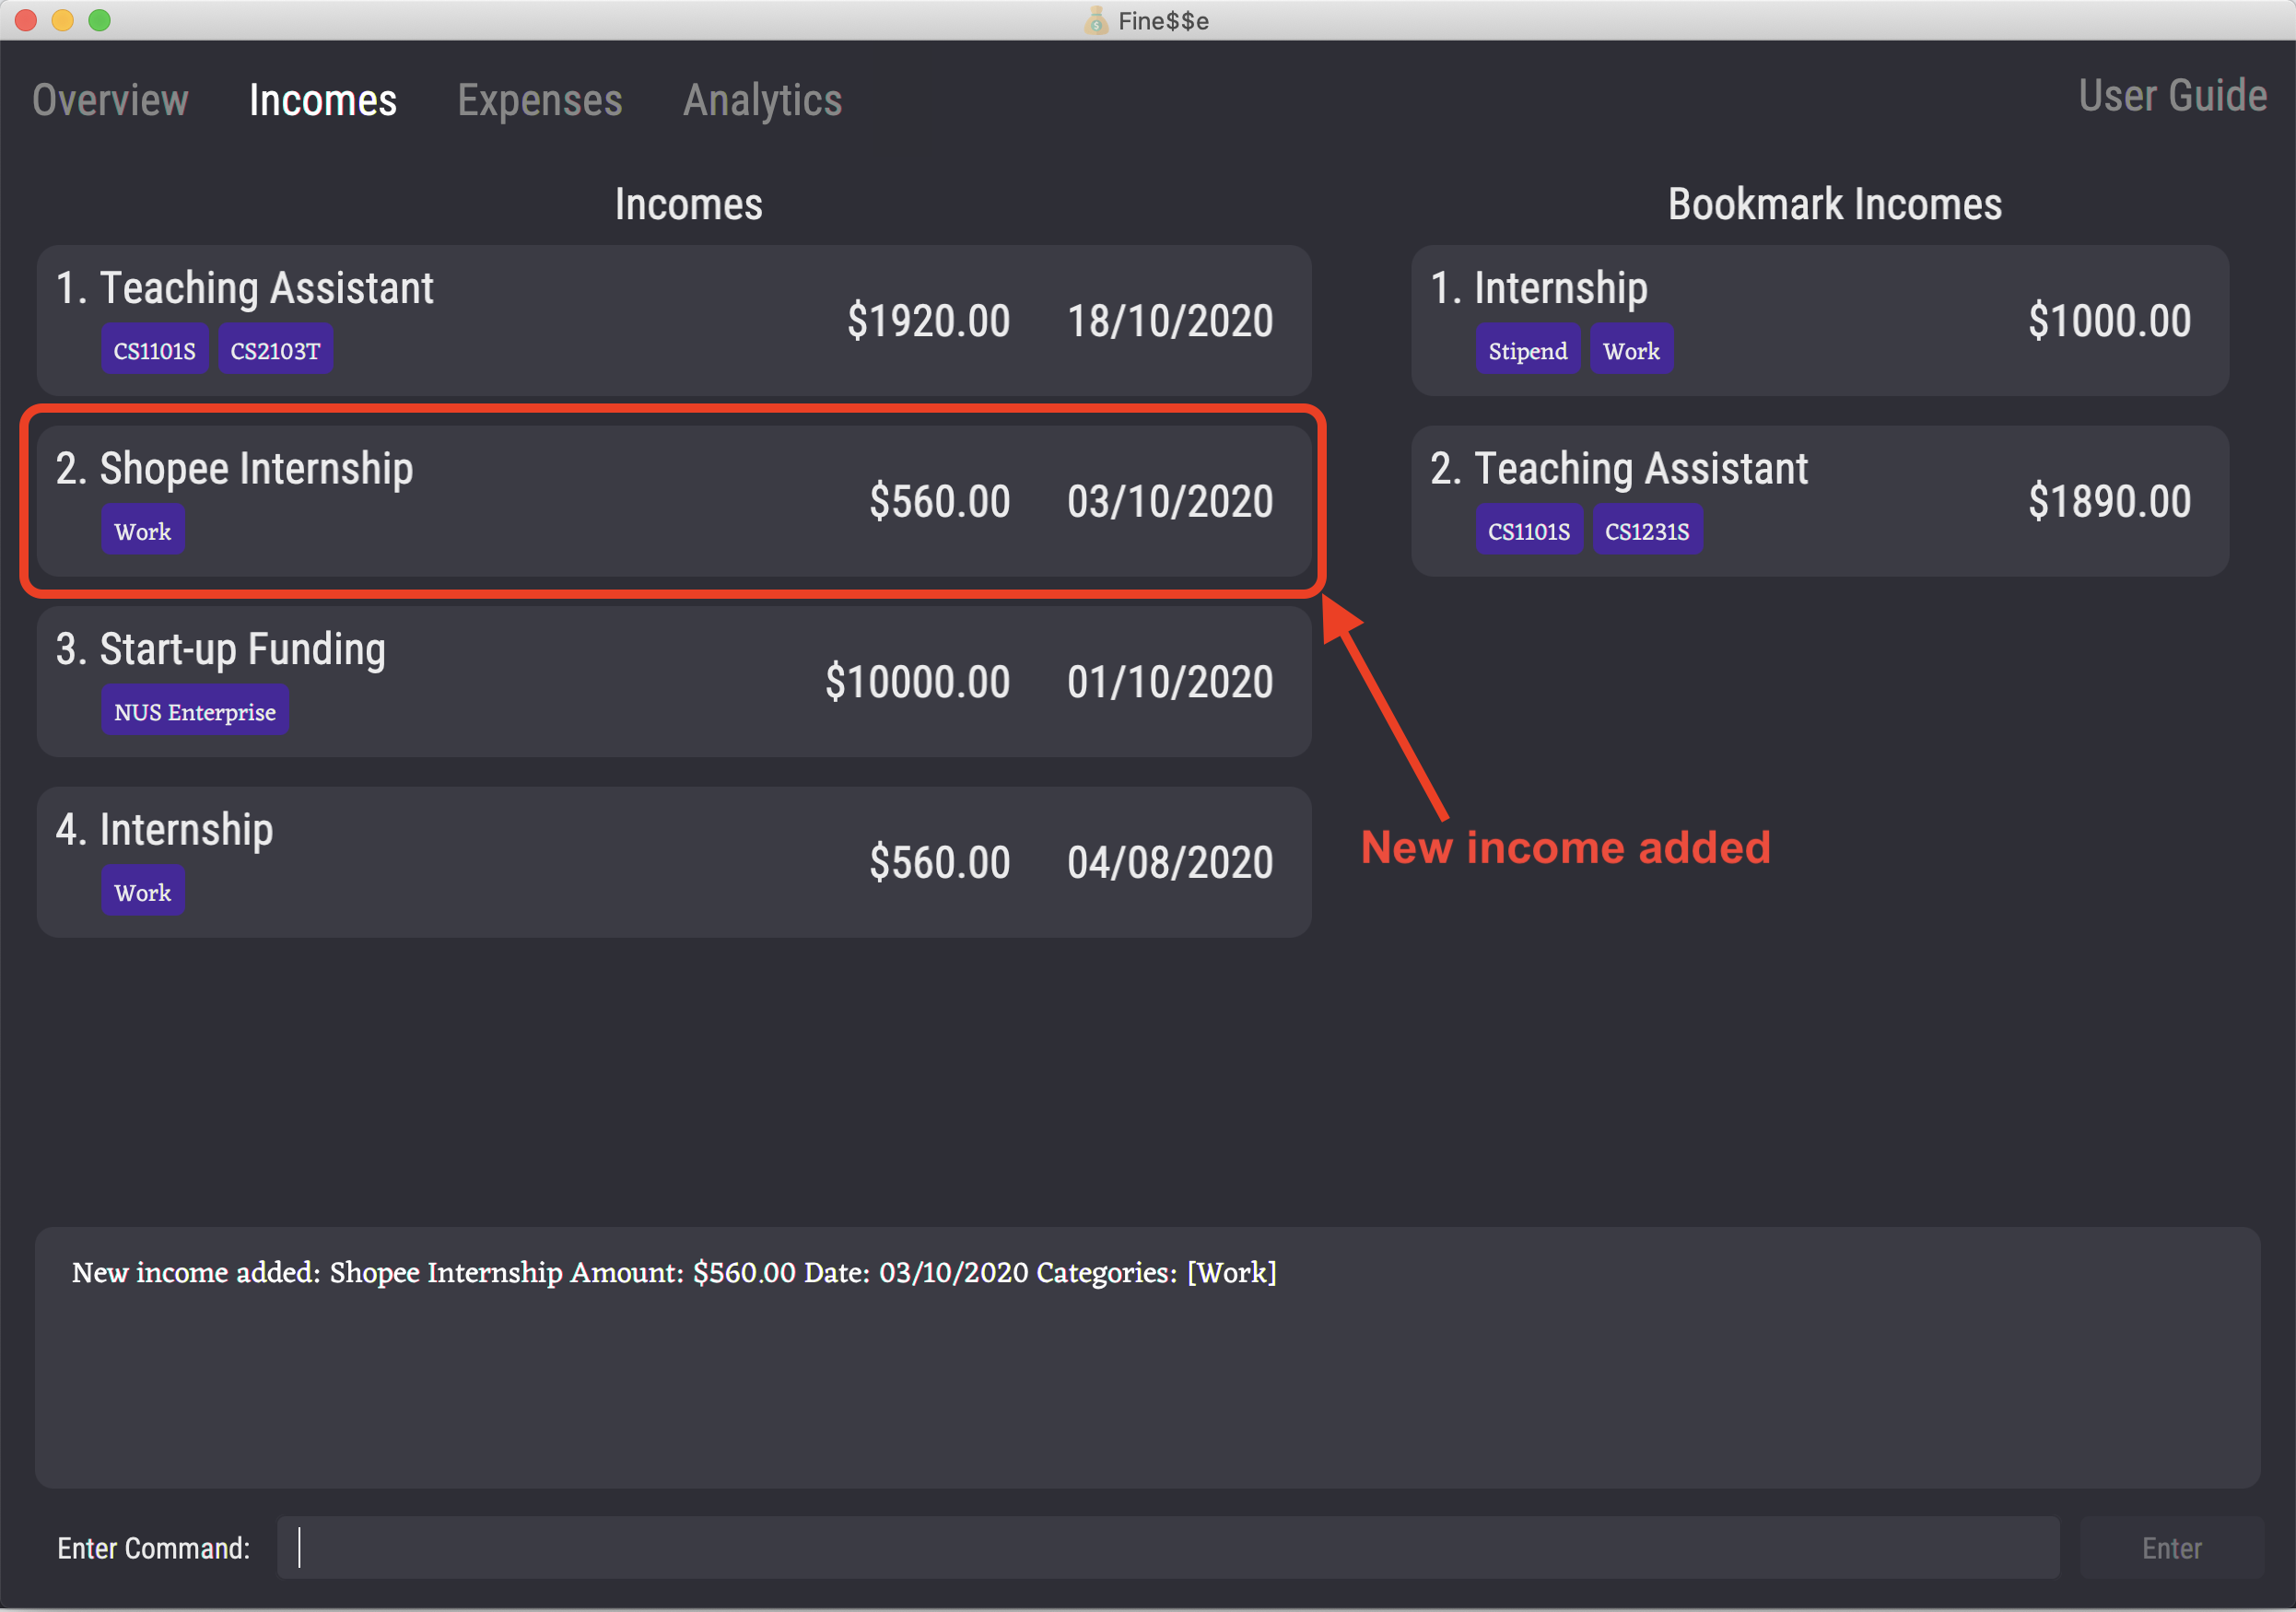 Fine$$e
Overview Incomes Expenses Analytics User Guide
Incomes
1. Teaching Assistant
$1920.00 18/10/2020
CS1101S CS2103T
2. Shopee Internship
$560.00 03/10/2020
Work
3. Start-up Funding
$10000.00 01/10/2020
NUS Enterprise
4. Internship
$560.00 04/08/2020
Work
Bookmark Incomes
1. Internship
$1000.00
Stipend Work
2. Teaching Assistant
$1890.00
CS1101S CS1231S
New income added
New income added: Shopee Internship Amount: $560.00 Date: 03/10/2020 Categories: [Work]
Enter Command:
Enter